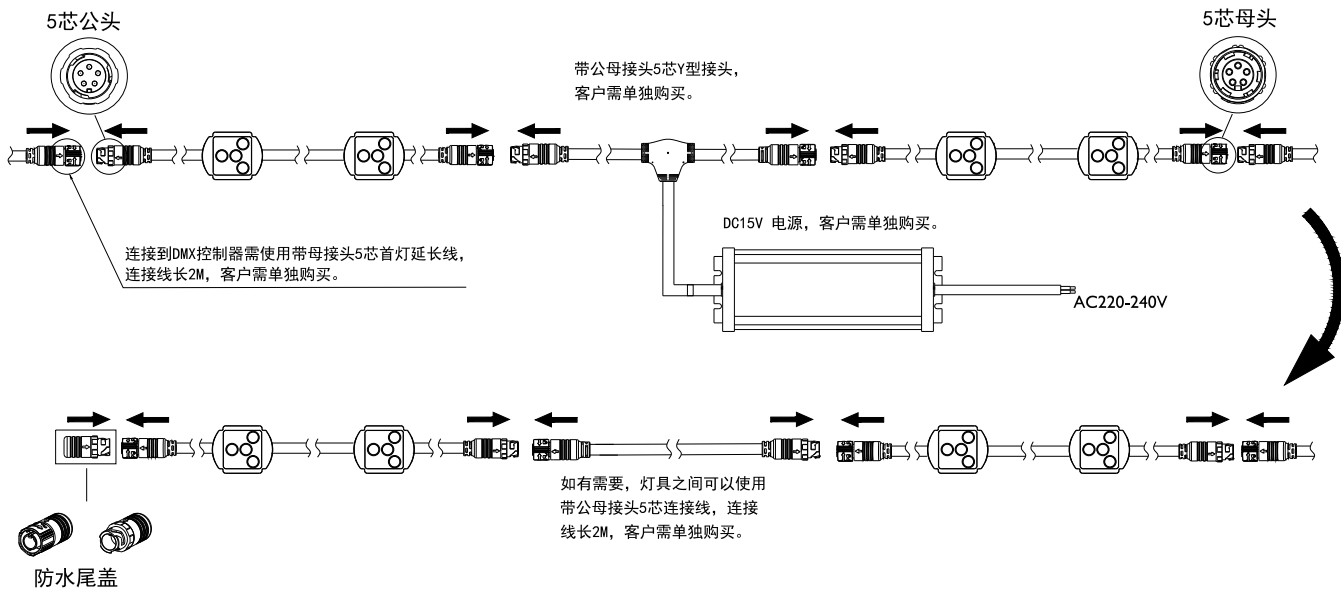 5芯公头
5芯母头
带公母接头5芯Y型接头，
客户需单独购买。
DC15V 电源，客户需单独购买。
连接到DMX控制器需使用带母接头5芯首灯延长线，
连接线长2M，客户需单独购买。
AC220-240V
如有需要，灯具之间可以使用
带公母接头5芯连接线，连接
线长2M，客户需单独购买。
防水尾盖